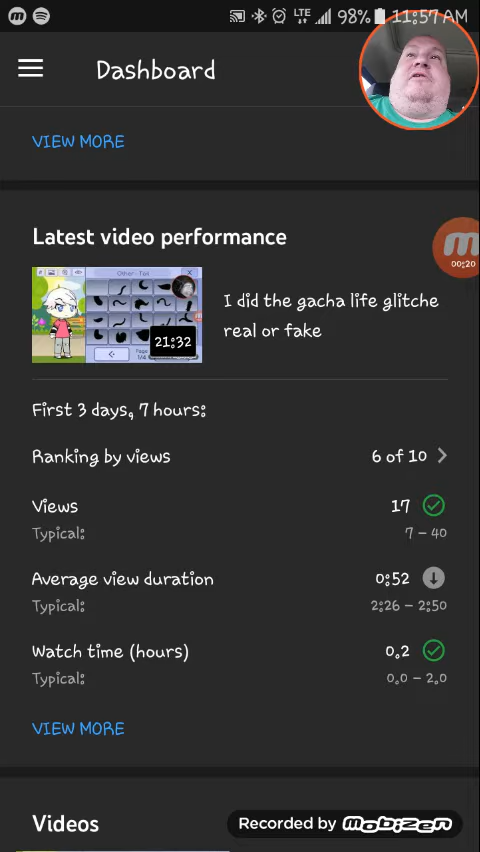 LTE 98% 11:57 AM
Dashboard
VIEW MORE
00:20
Latest video performance
Other Tex
21:32
I did the gacha life glitche
real or fake
First 3 days, 7 hours:
Ranking by views 6 of 10
Views 17
Typical: 7 – 40
Average view duration 0:52
Typical: 2:26 – 2:50
Watch time (hours) 0.2
Typical: 0.0 – 2.0
VIEW MORE
Videos
Recorded by mobizen